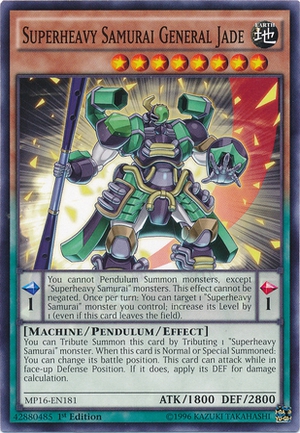 SUPERHEAVY SAMURAI GENERAL JADE
EARTH
地
You cannot Pendulum Summon monsters, except
"Superheavy Samurai" monsters. This effect cannot
be negated. Once per turn: You can target 1 "Superheavy
Samurai" monster you control; increase its Level by
1 (even if this card leaves the field).
1
1
[MACHINE/PENDULUM/EFFECT]
You can Tribute Summon this card by Tributing 1 "Superheavy
Samurai" monster. When this card is Normal or Special Summoned:
You can change its battle position. This card can attack while in
face-up Defense Position. If it does, apply its DEF for damage
calculation.
MP16-EN181
ATK/1800
DEF/2800
42880485
1st Edition
©1996 KAZUKI TAKAHASHI